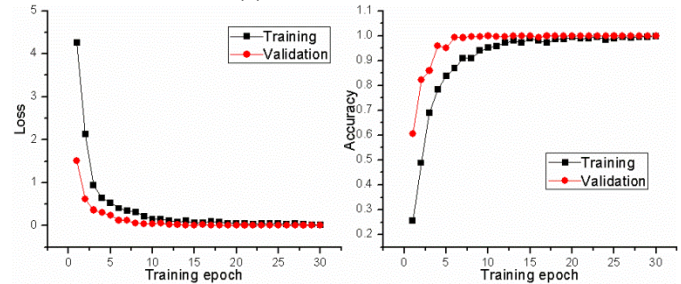 5
4
3
2
1
0
Loss
0 5 10 15 20 25 30
Training epoch
Training
Validation
1.1
1.0
0.9
0.8
0.7
0.6
0.5
0.4
0.3
0.2
Accuracy
0 5 10 15 20 25 30
Training epoch
Training
Validation